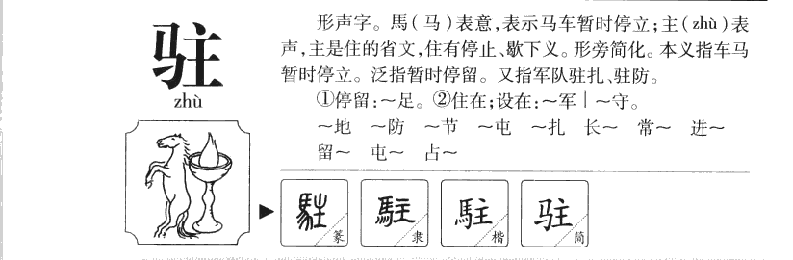 驻
zhù
形声字。馬(马)表意,表示马车暂时停立;主(zhù)表
声,主是住的省文,住有停止、歇下义。形旁简化。本义指车马
暂时停立。泛指暂时停留。又指军队驻扎、驻防。
①停留:～足。②住在;设在:～军｜～守。
～地 ～防 ～节 ～屯 ～扎 长～ 常～ 进～
留～ 屯～ 占～
駐 篆
駐 隶
駐 楷
驻 简